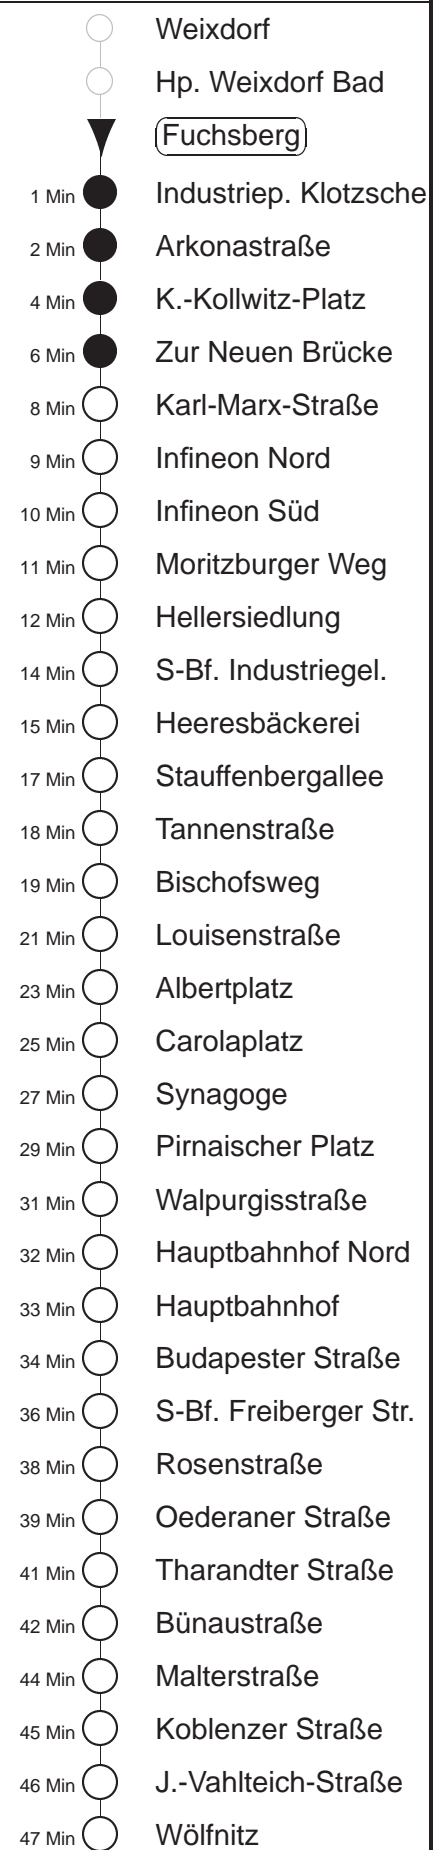 Weixdorf
Hp. Weixdorf Bad
Fuchsberg
1 Min Industriep. Klotzsche
2 Min Arkonastraße
4 Min K.-Kollwitz-Platz
6 Min Zur Neuen Brücke
8 Min Karl-Marx-Straße
9 Min Infineon Nord
10 Min Infineon Süd
11 Min Moritzburger Weg
12 Min Hellersiedlung
14 Min S-Bf. Industriegel.
15 Min Heeresbäckerei
17 Min Stauffenbergallee
18 Min Tannenstraße
19 Min Bischofsweg
21 Min Louisenstraße
23 Min Albertplatz
25 Min Carolaplatz
27 Min Synagoge
29 Min Pirnaischer Platz
31 Min Walpurgisstraße
32 Min Hauptbahnhof Nord
33 Min Hauptbahnhof
34 Min Budapester Straße
36 Min S-Bf. Freiberger Str.
38 Min Rosenstraße
39 Min Oederaner Straße
41 Min Tharandter Straße
42 Min Bünaustraße
44 Min Malterstraße
45 Min Koblenzer Straße
46 Min J.-Vahlteich-Straße
47 Min Wölfnitz